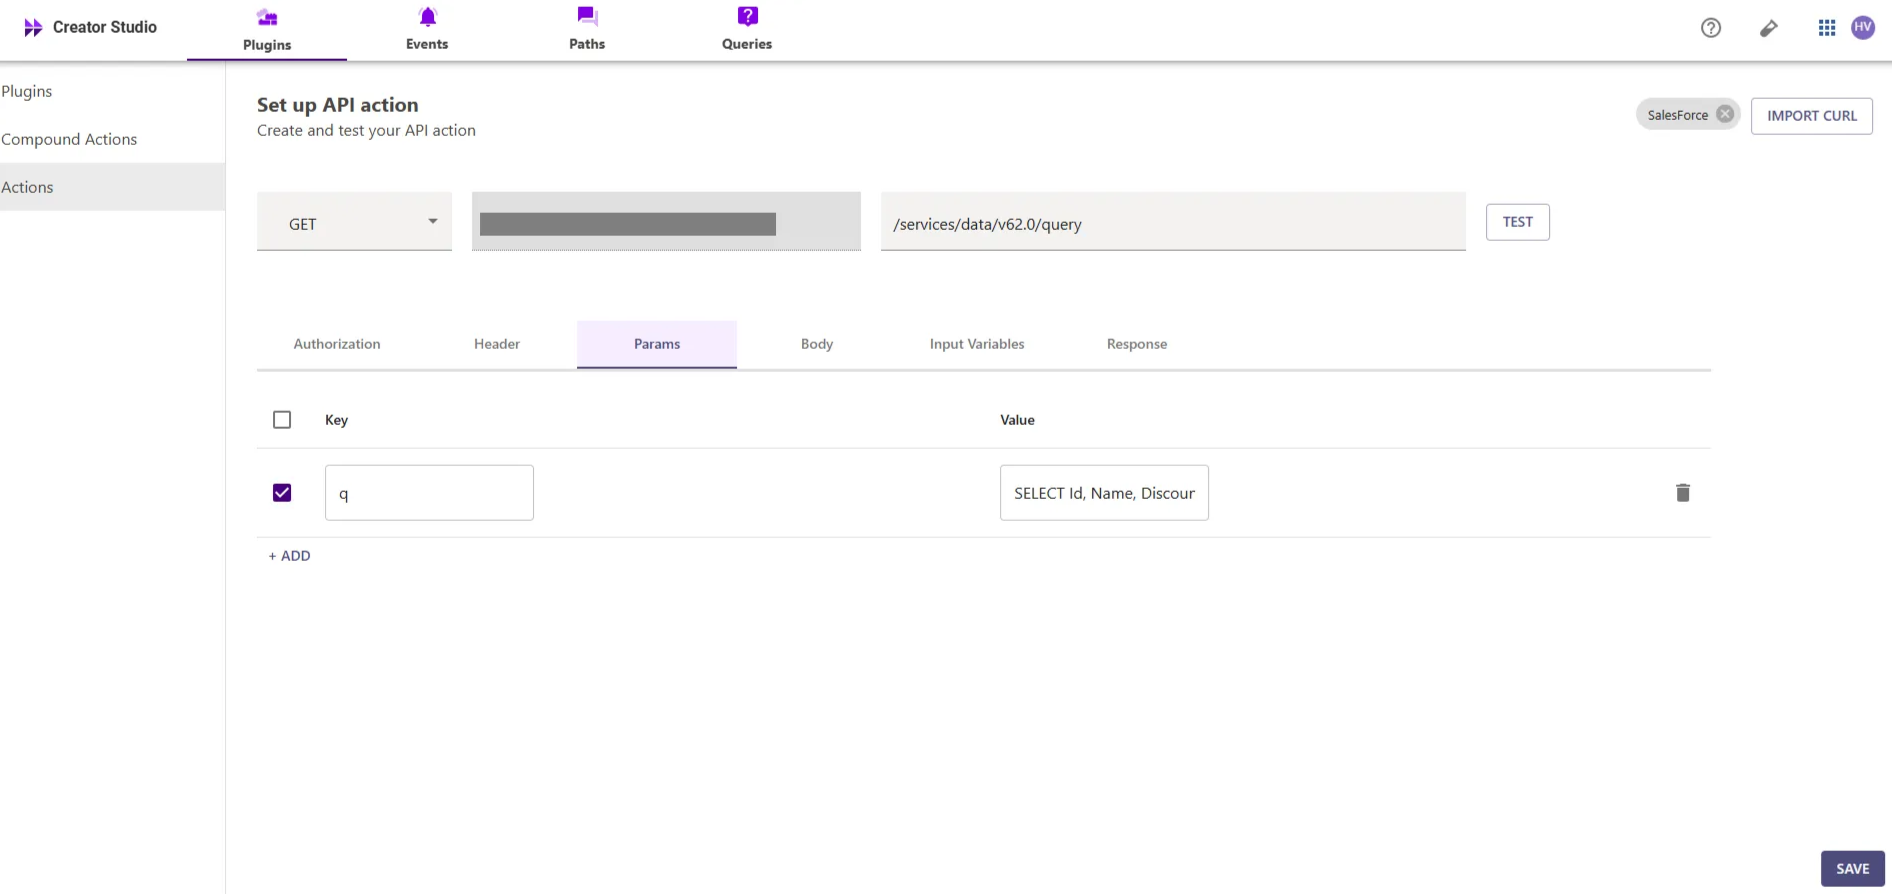 Creator Studio
Plugins
Events
Paths
Queries
HV
Plugins
Compound Actions
Actions
Set up API action
Create and test your API action
SalesForce
IMPORT CURL
GET
/services/data/v62.0/query
TEST
Authorization
Header
Params
Body
Input Variables
Response
Key
Value
q
SELECT Id, Name, Discour
+ ADD
SAVE